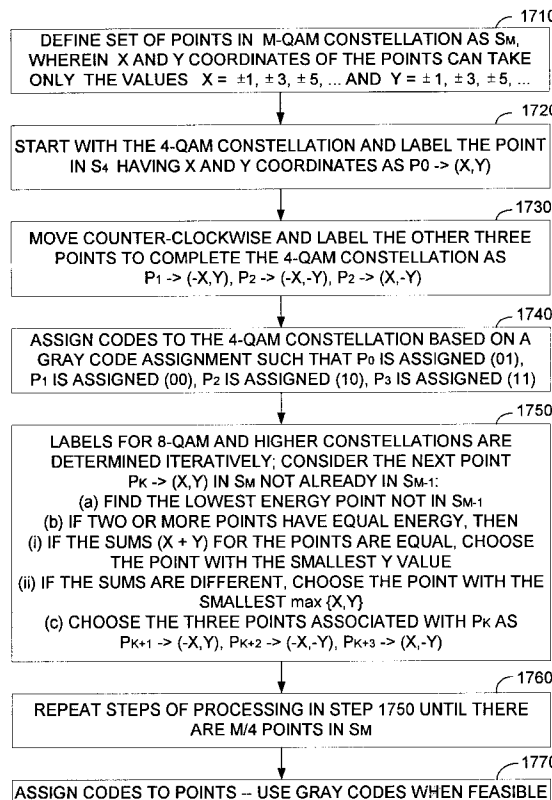 1710
DEFINE SET OF POINTS IN M-QAM CONSTELLATION AS SM,
WHEREIN X AND Y COORDINATES OF THE POINTS CAN TAKE
ONLY THE VALUES X = ±1, ±3, ±5, ... AND Y = ±1, ±3, ±5, ...
1720
START WITH THE 4-QAM CONSTELLATION AND LABEL THE POINT
IN S4 HAVING X AND Y COORDINATES AS P0 -> (X,Y)
1730
MOVE COUNTER-CLOCKWISE AND LABEL THE OTHER THREE
POINTS TO COMPLETE THE 4-QAM CONSTELLATION AS
P1 -> (-X,Y), P2 -> (-X,-Y), P2 -> (X,-Y)
1740
ASSIGN CODES TO THE 4-QAM CONSTELLATION BASED ON A
GRAY CODE ASSIGNMENT SUCH THAT P0 IS ASSIGNED (01),
P1 IS ASSIGNED (00), P2 IS ASSIGNED (10), P3 IS ASSIGNED (11)
1750
LABELS FOR 8-QAM AND HIGHER CONSTELLATIONS ARE
DETERMINED ITERATIVELY; CONSIDER THE NEXT POINT
PK -> (X,Y) IN SM NOT ALREADY IN SM-1:
(a) FIND THE LOWEST ENERGY POINT NOT IN SM-1
(b) IF TWO OR MORE POINTS HAVE EQUAL ENERGY, THEN
(i) IF THE SUMS (X + Y) FOR THE POINTS ARE EQUAL, CHOOSE
THE POINT WITH THE SMALLEST Y VALUE
(ii) IF THE SUMS ARE DIFFERENT, CHOOSE THE POINT WITH THE
SMALLEST max {X,Y}
(c) CHOOSE THE THREE POINTS ASSOCIATED WITH PK AS
PK+1 -> (-X,Y), PK+2 -> (-X,-Y), PK+3 -> (X,-Y)
1760
REPEAT STEPS OF PROCESSING IN STEP 1750 UNTIL THERE
ARE M/4 POINTS IN SM
1770
ASSIGN CODES TO POINTS -- USE GRAY CODES WHEN FEASIBLE